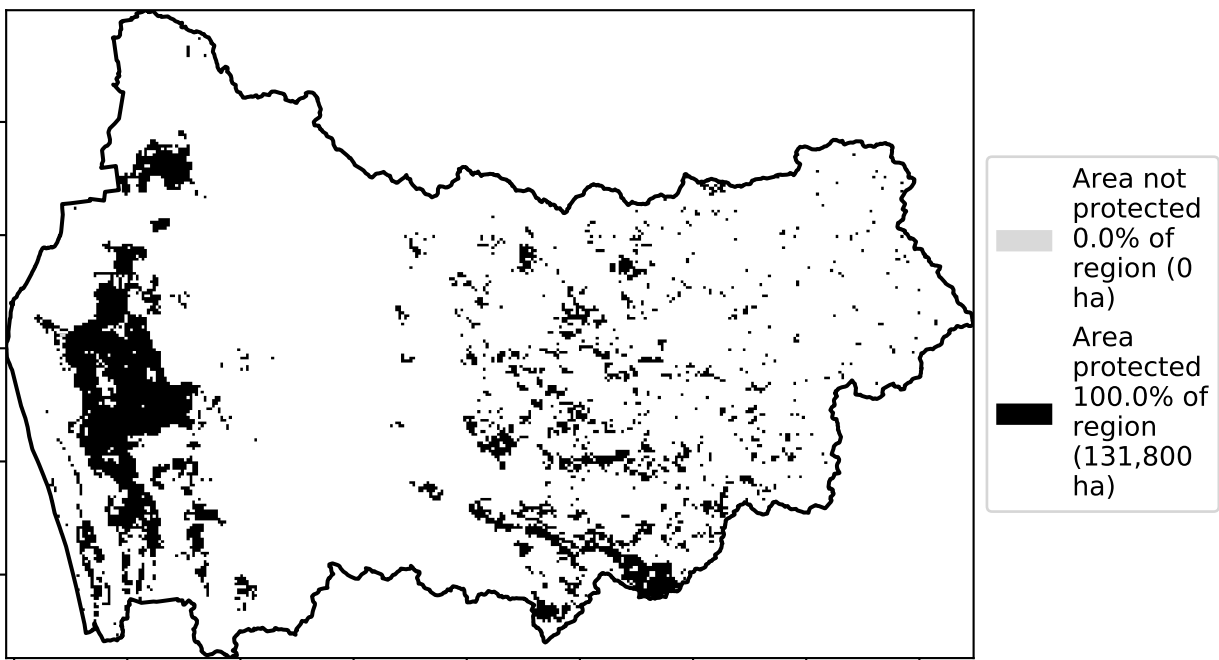 Area not
protected
0.0% of
region (0
ha)
Area
protected
100.0% of
region
(131,800
ha)